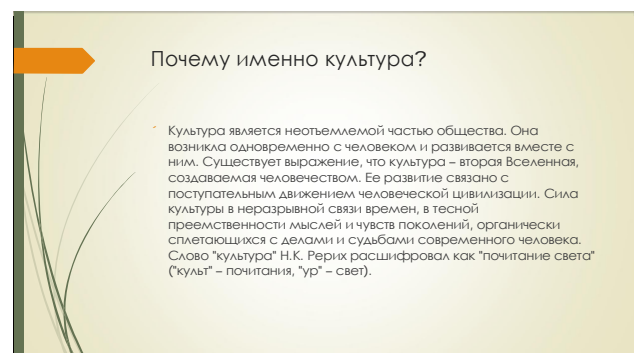 Почему именно культура?
Культура является неотъемлемой частью общества. Она
возникла одновременно с человеком и развивается вместе с
ним. Существует выражение, что культура – вторая Вселенная,
создаваемая человечеством. Ее развитие связано с
поступательным движением человеческой цивилизации. Сила
культуры в неразрывной связи времен, в тесной
преемственности мыслей и чувств поколений, органически
сплетающихся с делами и судьбами современного человека.
Слово "культура" Н.К. Рерих расшифровал как "почитание света"
("культ" – почитания, "ур" – свет).